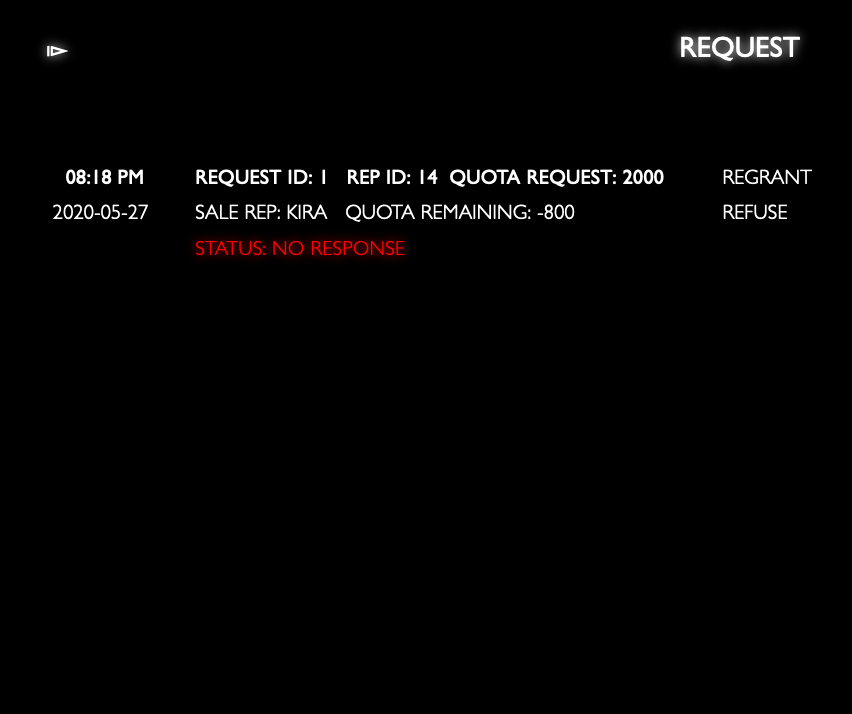 REQUEST
08:18 PM REQUEST ID: 1 REP ID: 14 QUOTA REQUEST: 2000 REGRANT
2020-05-27 SALE REP: KIRA QUOTA REMAINING: -800 REFUSE
STATUS: NO RESPONSE